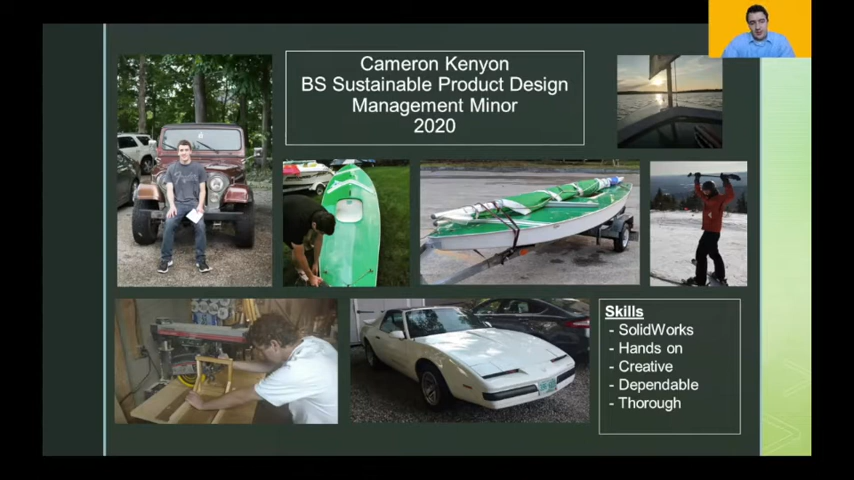 Cameron Kenyon
BS Sustainable Product Design
Management Minor
2020
Skills
- SolidWorks
- Hands on
- Creative
- Dependable
- Thorough